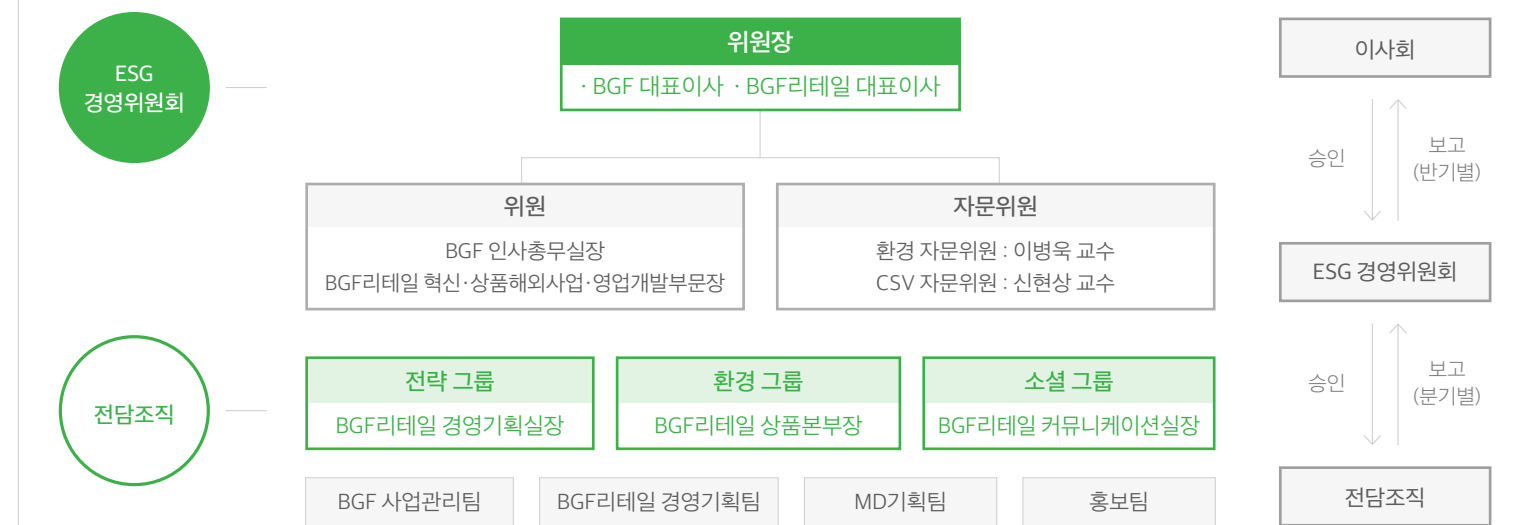 ESG
경영위원회
위원장
· BGF 대표이사 · BGF리테일 대표이사
위원
BGF 인사총무실장
BGF리테일 혁신·상품해외사업·영업개발부문장
자문위원
환경 자문위원 : 이병욱 교수
CSV 자문위원 : 신현상 교수
전담조직
전략 그룹
BGF리테일 경영기획실장
환경 그룹
BGF리테일 상품본부장
소셜 그룹
BGF리테일 커뮤니케이션실장
BGF 사업관리팀
BGF리테일 경영기획팀
MD기획팀
홍보팀
이사회
승인
보고
(반기별)
ESG 경영위원회
승인
보고
(분기별)
전담조직